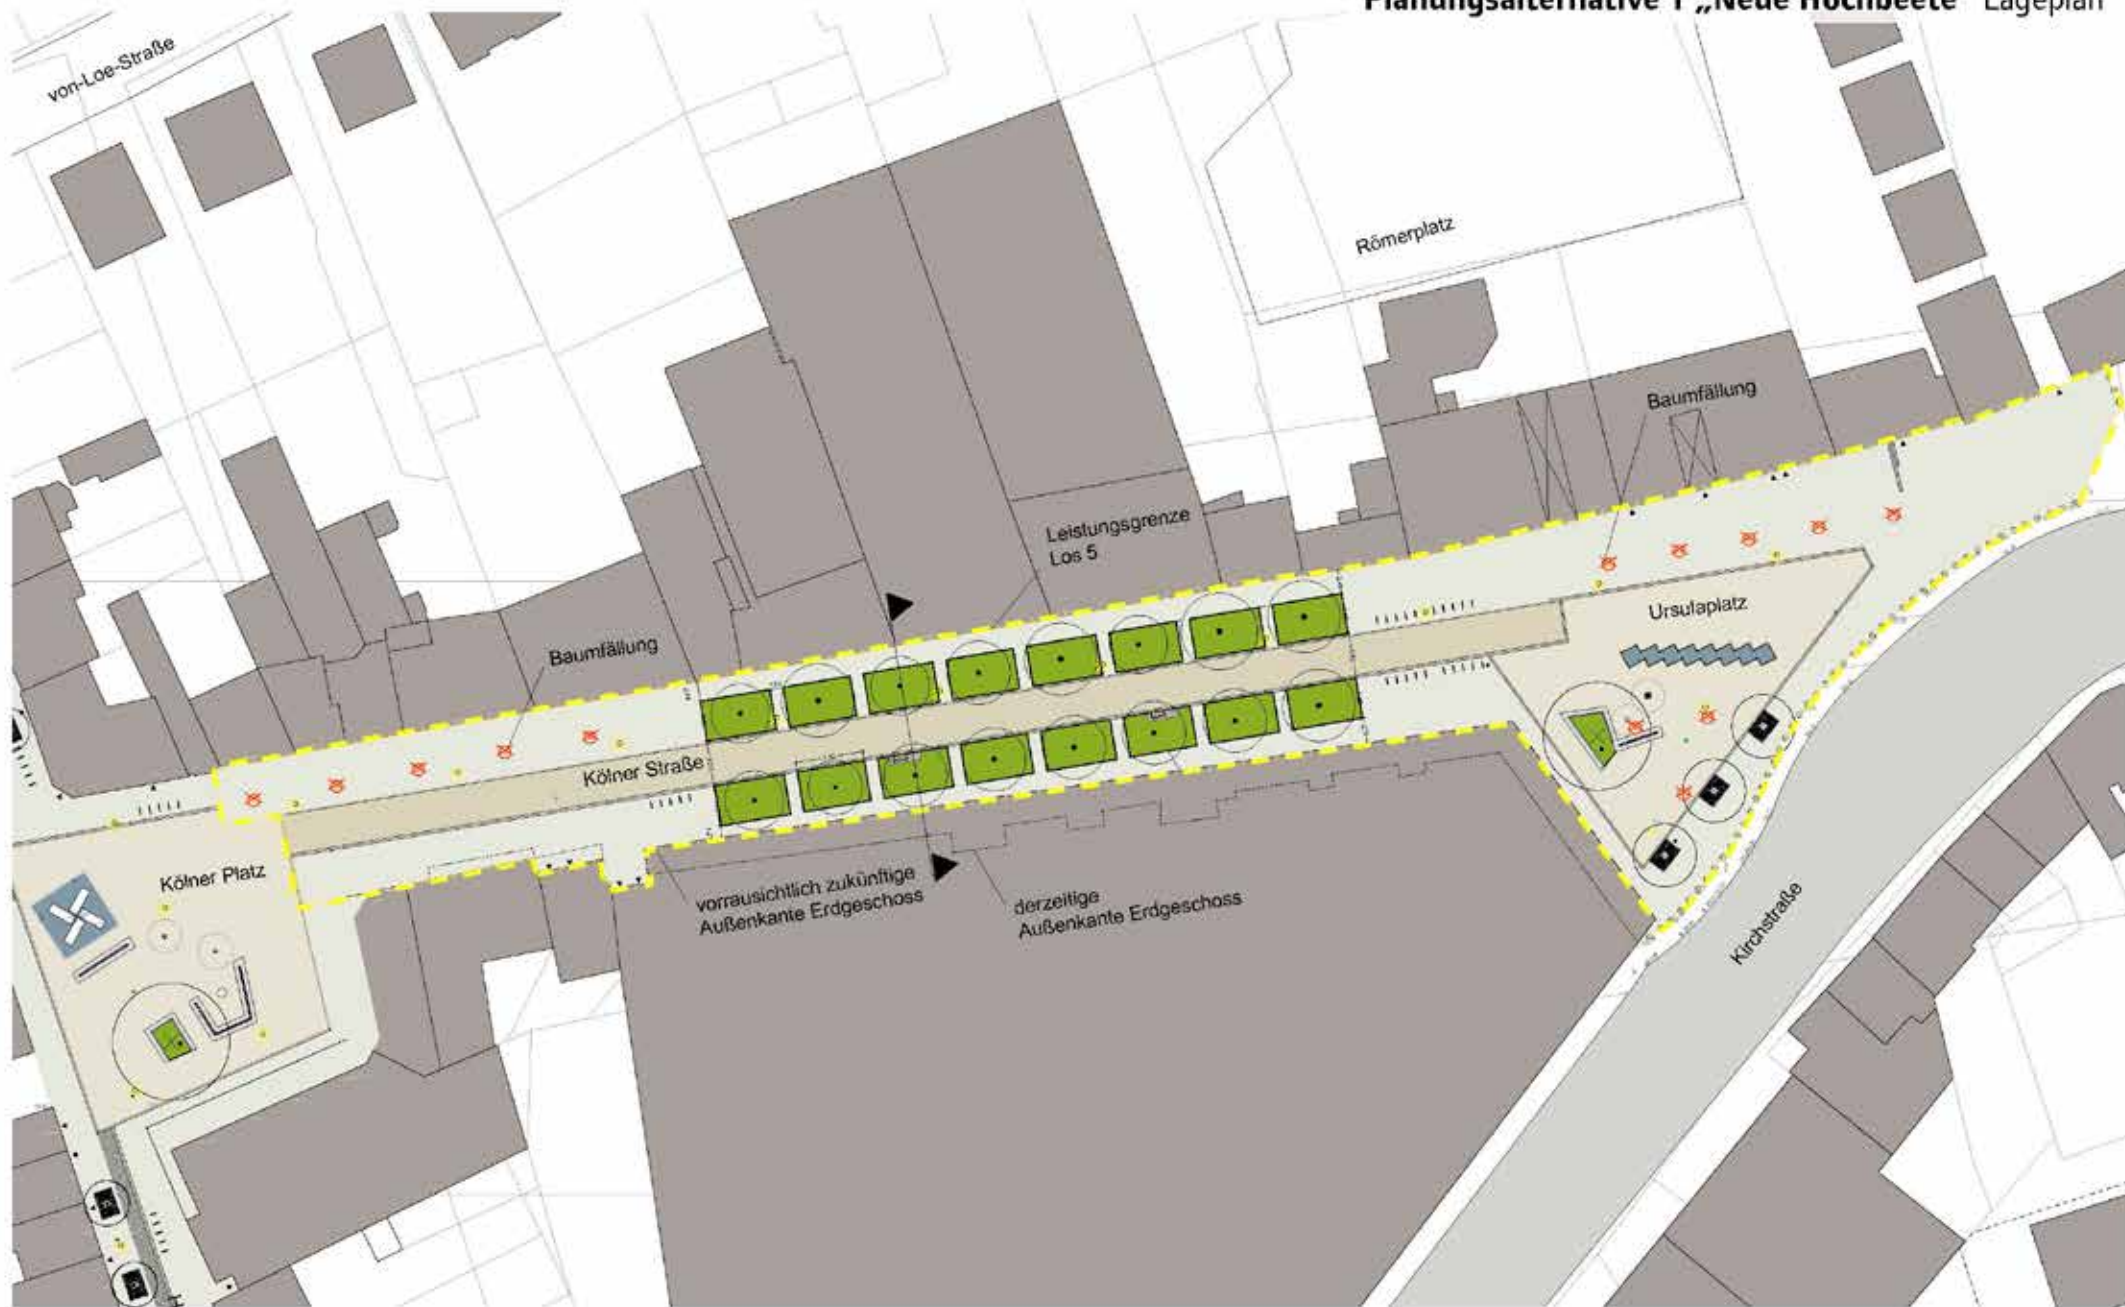 Planungsalternative 1 „Neue Hochbeete“ Lageplan
von-Loe-Straße
Römerplatz
Baumfällung
Leistungsgrenze
Los 5
Ursulaplatz
Baumfällung
Kölner Straße
Kölner Platz
vorrausichtlich zukünftige
Außenkante Erdgeschoss
derzeitige
Außenkante Erdgeschoss
Kirchstraße